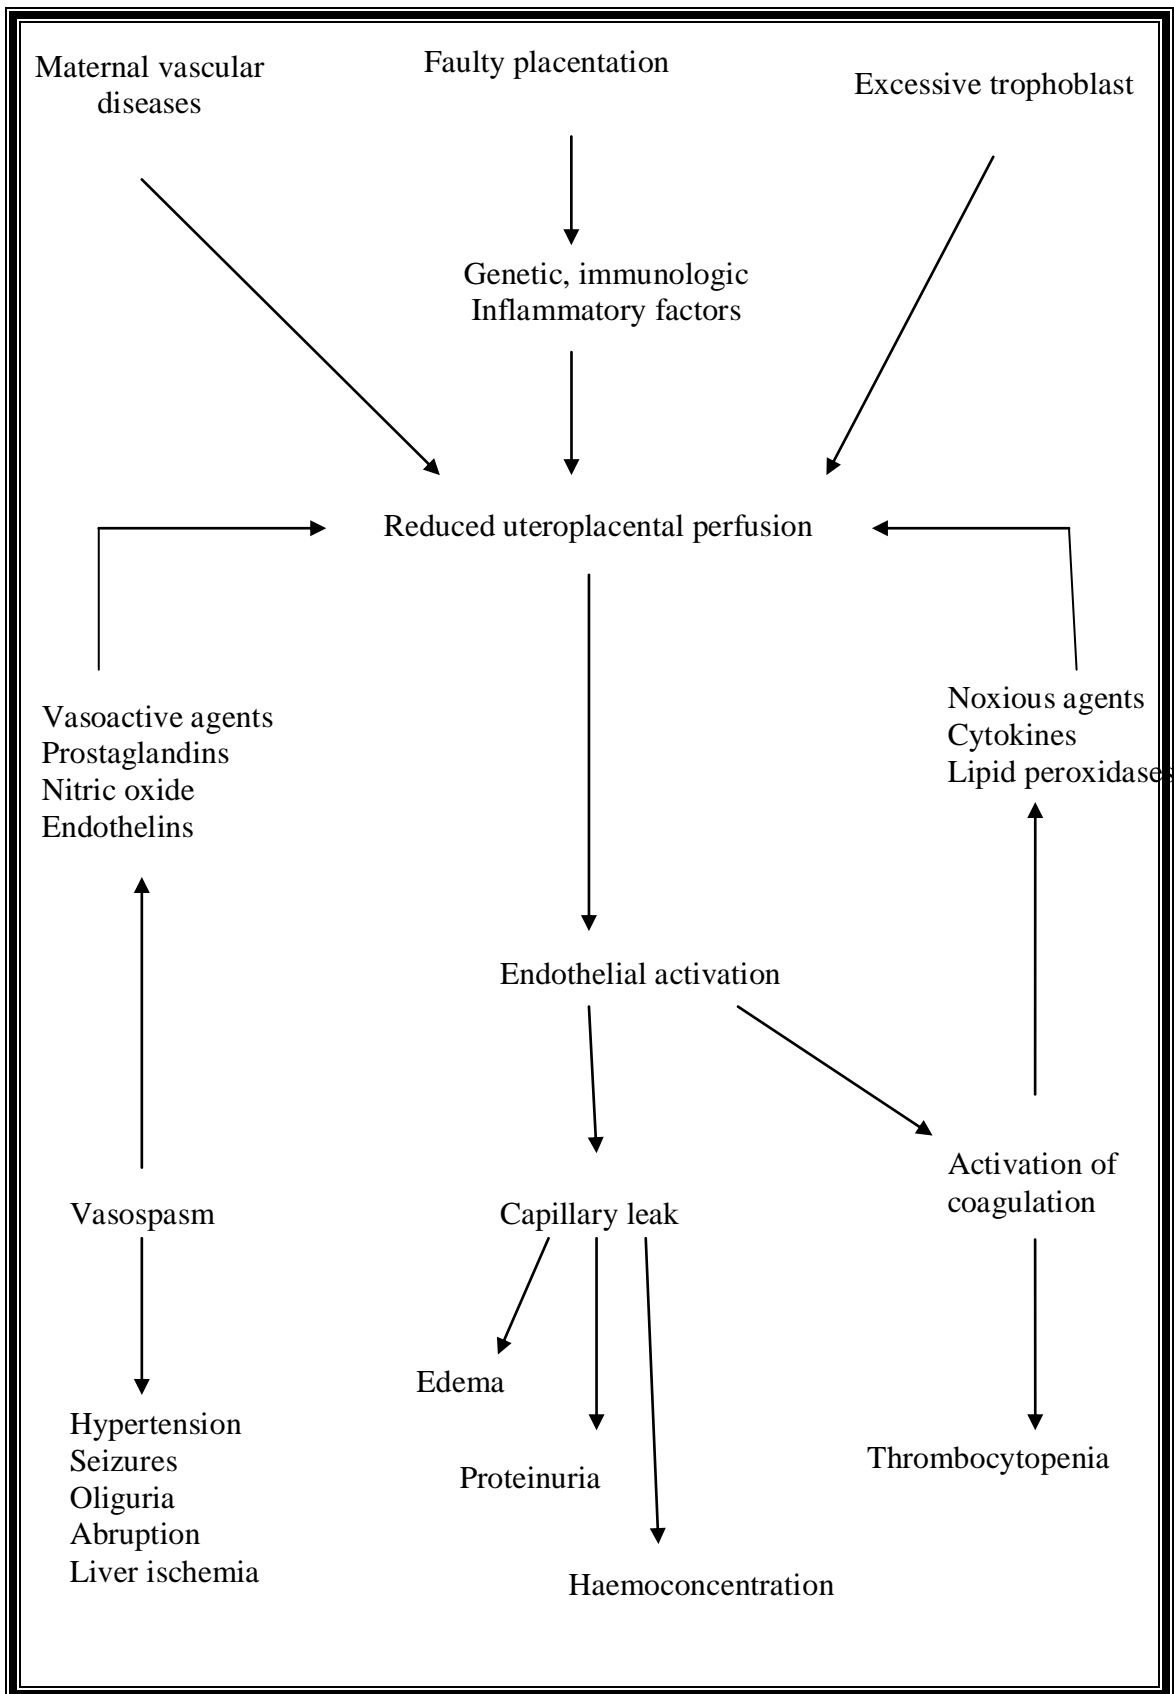 Maternal vascular
diseases
Faulty placentation
Excessive trophoblast
Genetic, immunologic
Inflammatory factors
Reduced uteroplacental perfusion
Vasoactive agents
Prostaglandins
Nitric oxide
Endothelins
Noxious agents
Cytokines
Lipid peroxidases
Endothelial activation
Vasospasm
Capillary leak
Activation of
coagulation
Edema
Proteinuria
Haemoconcentration
Hypertension
Seizures
Oliguria
Abruption
Liver ischemia
Thrombocytopenia